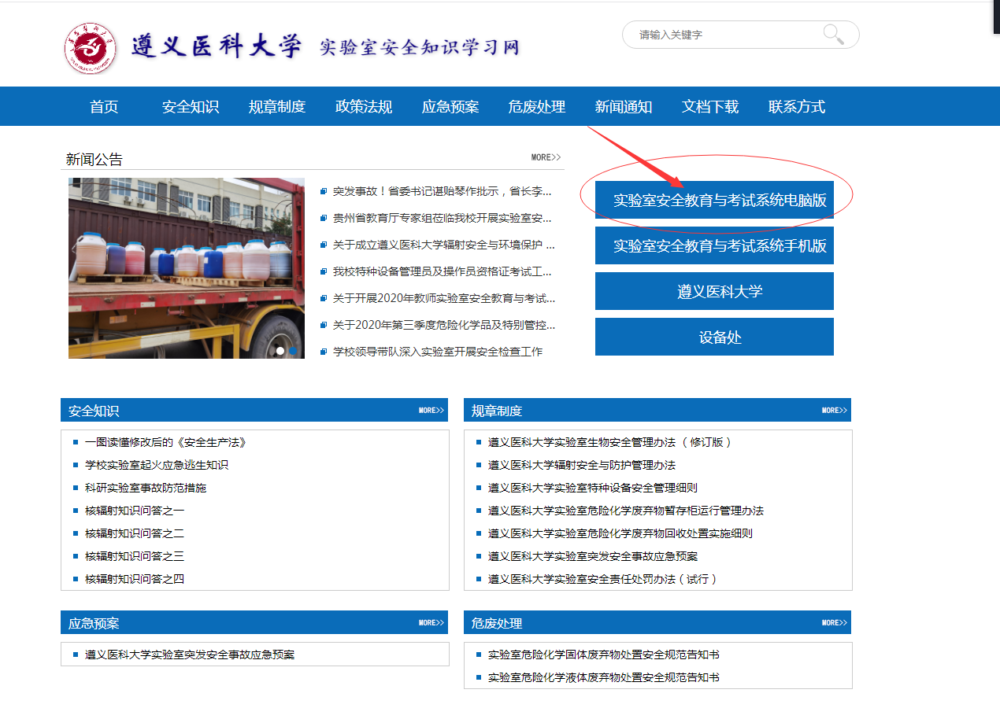 遵义医科大学 实验室安全知识学习网
请输入关键字
首页 安全知识 规章制度 政策法规 应急预案 危废处理 新闻通知 文档下载 联系方式
新闻公告 MORE>>
突发事故！省委书记谌贻琴作批示，省长李...
贵州省教育厅专家组莅临我校开展实验室安...
关于成立遵义医科大学辐射安全与环境保护 ...
我校特种设备管理员及操作员资格证考试工...
关于开展2020年教师实验室安全教育与考试...
关于2020年第三季度危险化学品及特别管控...
学校领导带队深入实验室开展安全检查工作
实验室安全教育与考试系统电脑版
实验室安全教育与考试系统手机版
遵义医科大学
设备处
安全知识 MORE>>
一图读懂修改后的《安全生产法》
学校实验室起火应急逃生知识
科研实验室事故防范措施
核辐射知识问答之一
核辐射知识问答之二
核辐射知识问答之三
核辐射知识问答之四
规章制度 MORE>>
遵义医科大学实验室生物安全管理办法 （修订版）
遵义医科大学辐射安全与防护管理办法
遵义医科大学实验室特种设备安全管理细则
遵义医科大学实验室危险化学废弃物暂存柜运行管理办法
遵义医科大学实验室危险化学废弃物回收处置实施细则
遵义医科大学实验室突发安全事故应急预案
遵义医科大学实验室安全责任处罚办法（试行）
应急预案 MORE>>
遵义医科大学实验室突发安全事故应急预案
危废处理 MORE>>
实验室危险化学固体废弃物处置安全规范告知书
实验室危险化学液体废弃物处置安全规范告知书